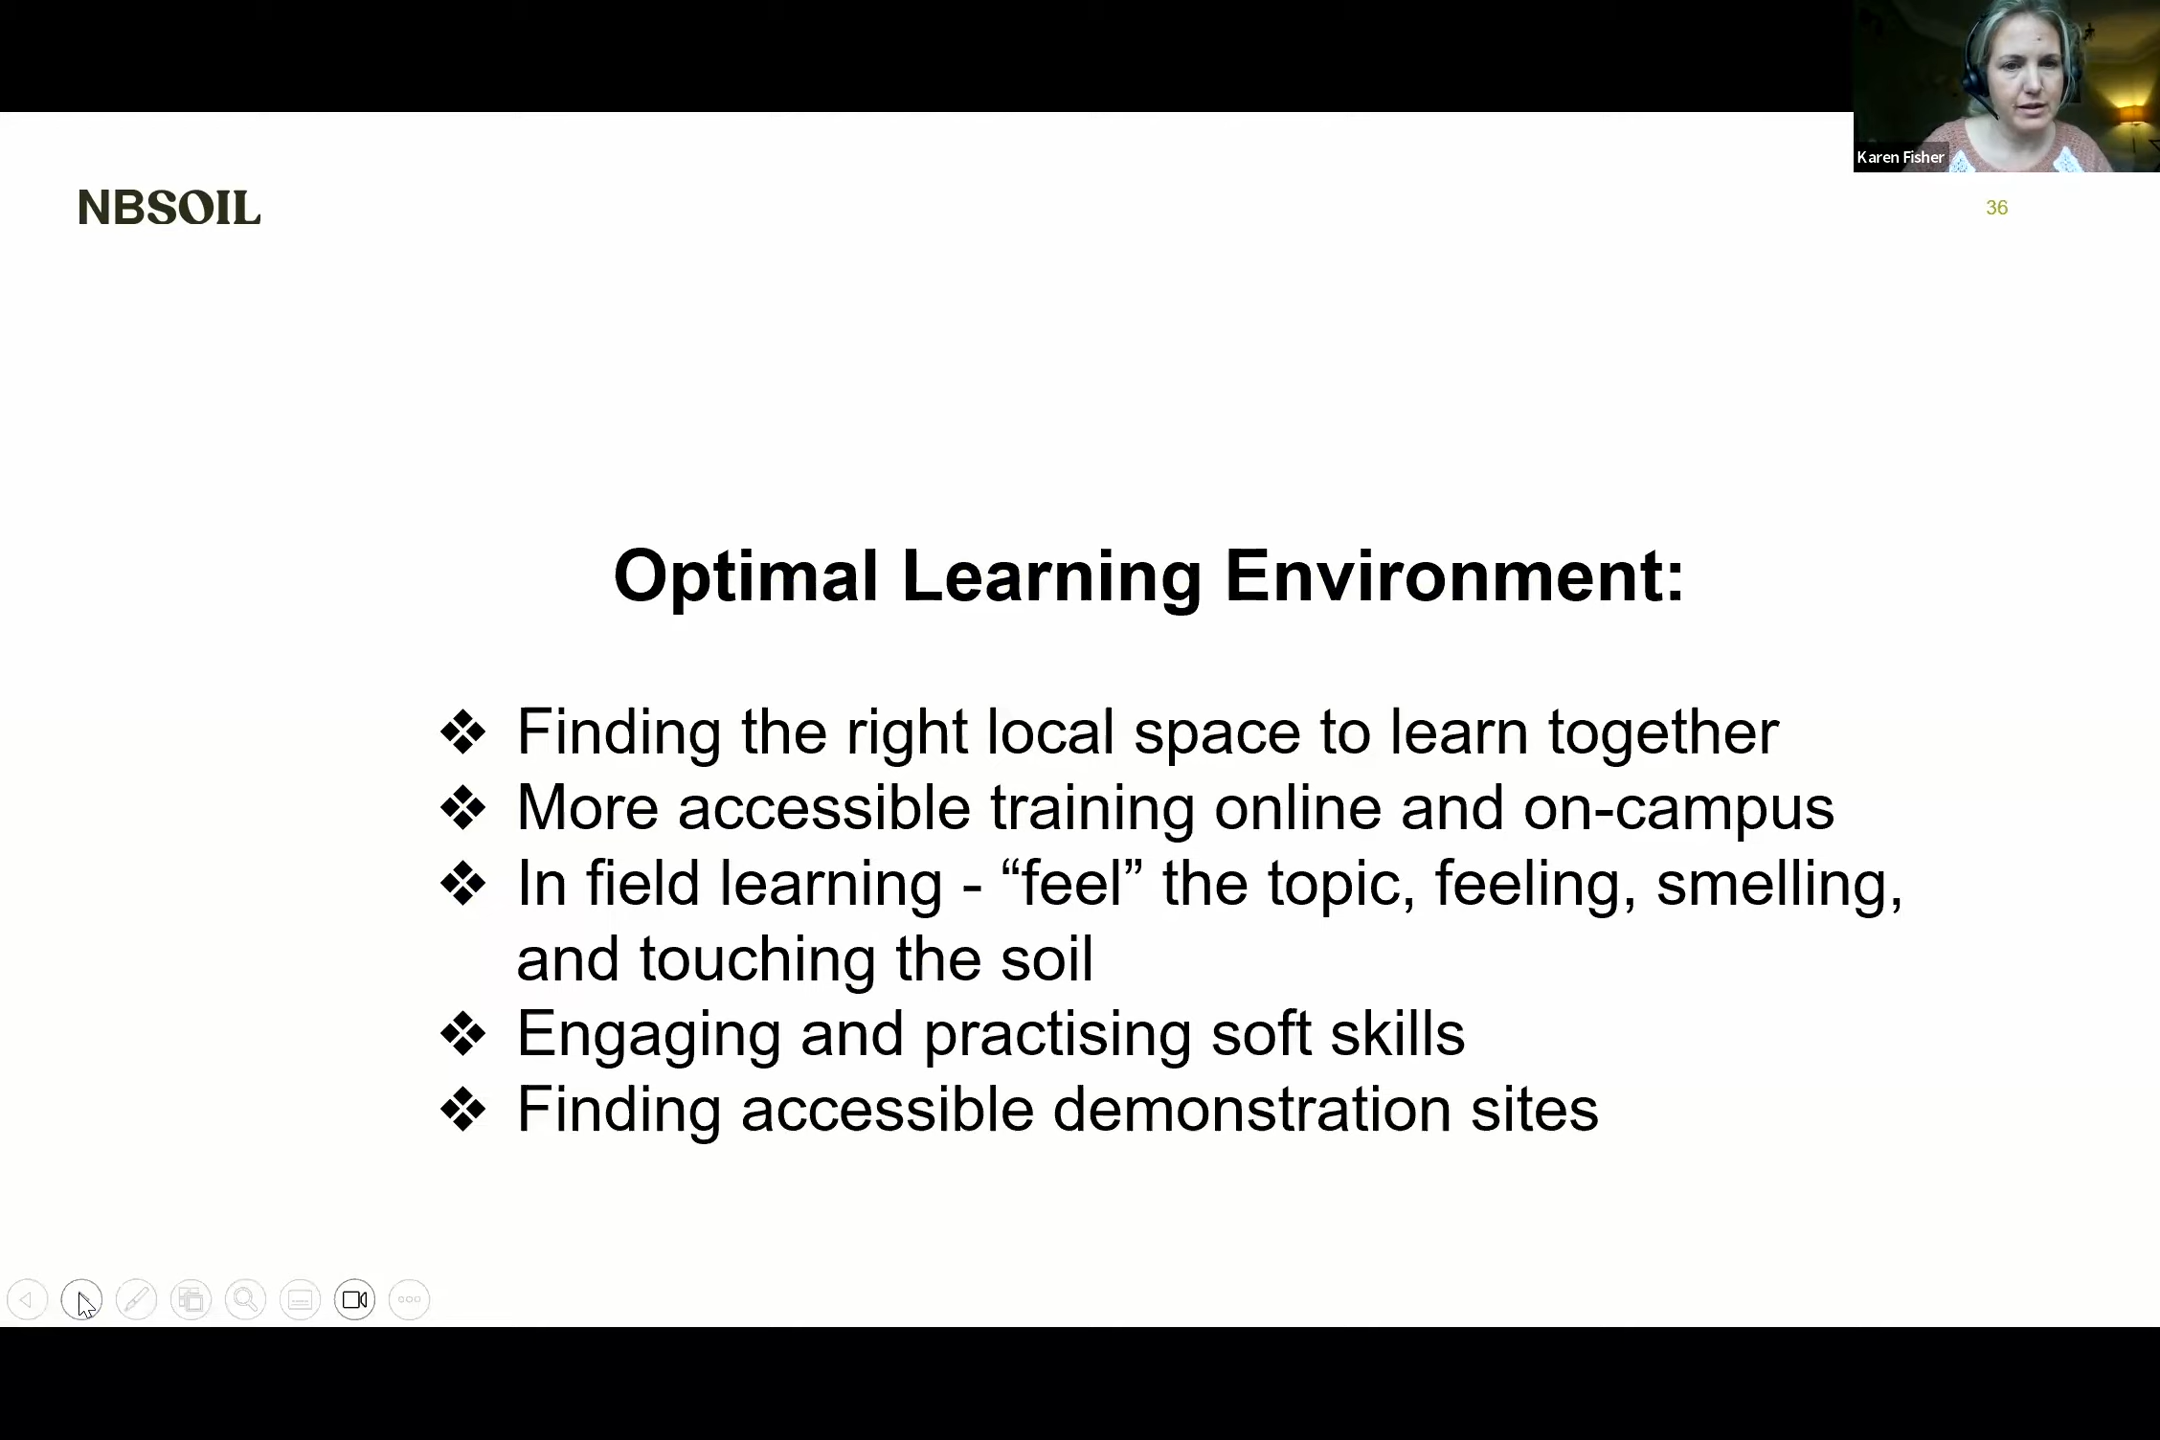 Karen Fisher
NBSOIL
36
Optimal Learning Environment:
❖ Finding the right local space to learn together
❖ More accessible training online and on-campus
❖ In field learning - “feel” the topic, feeling, smelling,
and touching the soil
❖ Engaging and practising soft skills
❖ Finding accessible demonstration sites